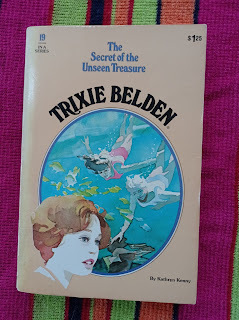 19
IN A
SERIES
$1.25
The
Secret of the
Unseen Treasure
TRIXIE BELDEN
By Kathryn Kenny